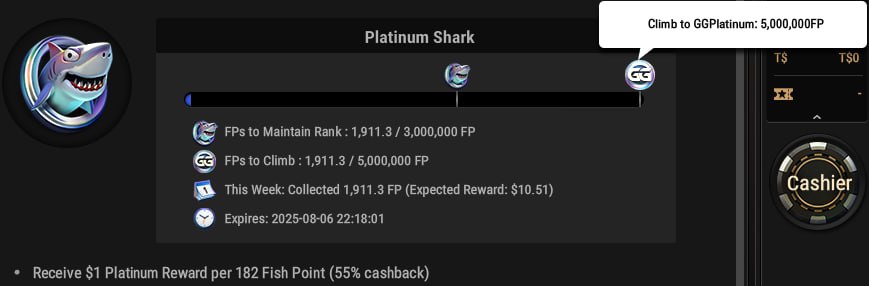 Climb to GGPlatinum: 5,000,000FP
Platinum Shark
T$ T$0
GG
-
FPs to Maintain Rank : 1,911.3 / 3,000,000 FP
GG FPs to Climb : 1,911.3 / 5,000,000 FP
1 This Week: Collected 1,911.3 FP (Expected Reward: $10.51)
Expires: 2025-08-06 22:18:01
Cashier
• Receive $1 Platinum Reward per 182 Fish Point (55% cashback)